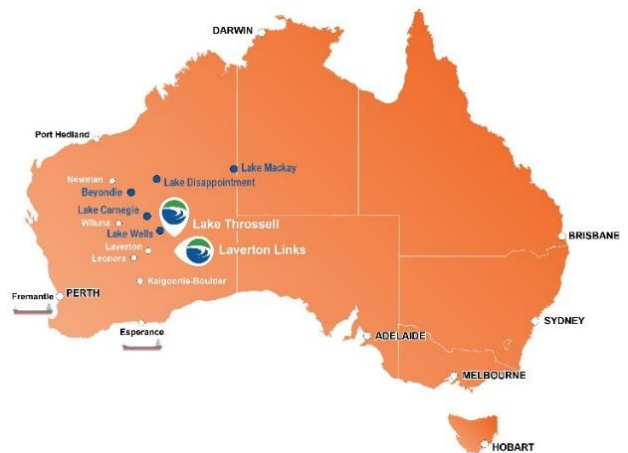 DARWIN
Port Hedland
Lake Mackay
Newman
Lake Disappointment
Beyondie
Lake Carnegie
Wiluna
Lake Throssell
Lake Wells
BRISBANE
Laverton
Laverton Links
Leonora
Kalgoorlie-Boulder
Fremantle
PERTH
Esperance
SYDNEY
ADELAIDE
MELBOURNE
HOBART